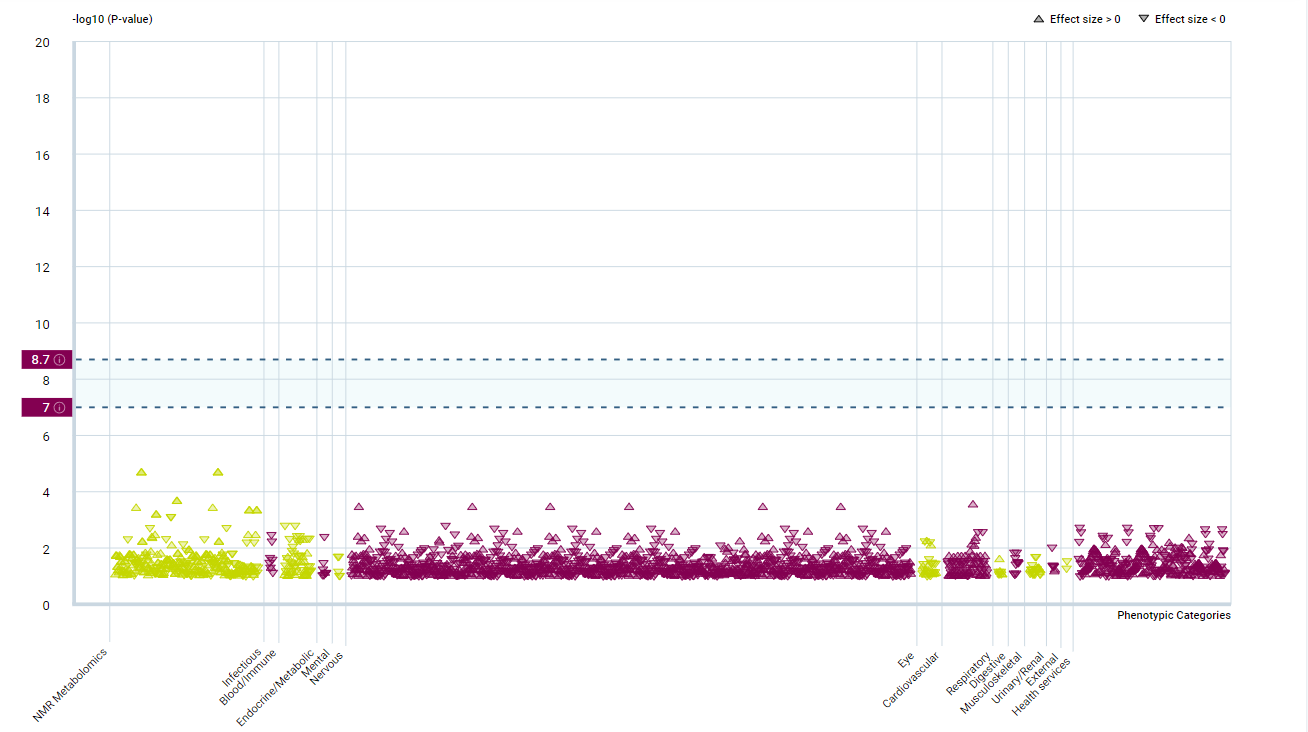 -log10 (P-value)
Effect size > 0
Effect size < 0
20
18
16
14
12
10
8.7
8
7
6
4
2
0
Phenotypic Categories
NMR Metabolomics
Infectious
Blood/Immune
Endocrine/Metabolic
Mental
Nervous
Eye
Cardiovascular
Respiratory
Digestive
Musculoskeletal
Urinary/Renal
External
Health services